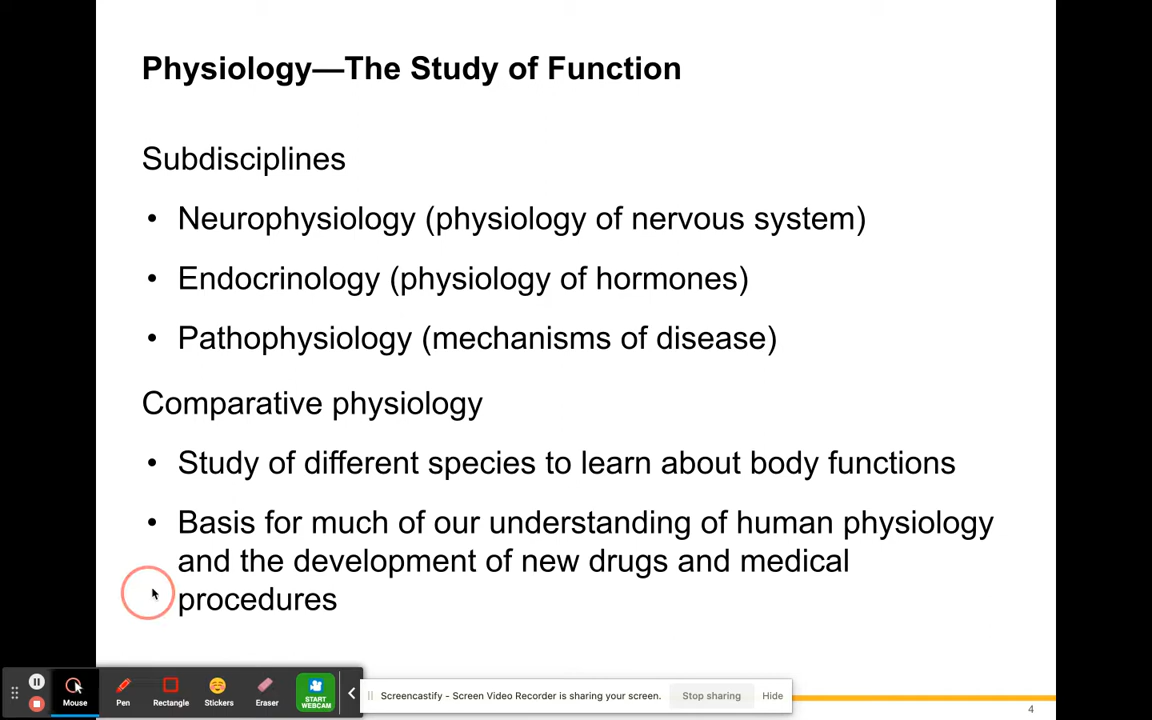 Physiology—The Study of Function
Subdisciplines
• Neurophysiology (physiology of nervous system)
• Endocrinology (physiology of hormones)
• Pathophysiology (mechanisms of disease)
Comparative physiology
• Study of different species to learn about body functions
• Basis for much of our understanding of human physiology
and the development of new drugs and medical
procedures
Mouse Pen Rectangle Stickers Eraser START WEBCAM
Screencastify - Screen Video Recorder is sharing your screen. Stop sharing Hide
4